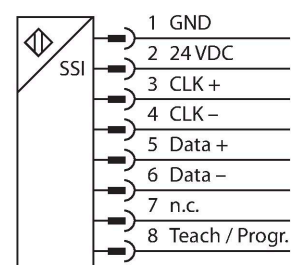 SSI
1 GND
2 24 VDC
3 CLK +
4 CLK –
5 Data +
6 Data –
7 n.c.
8 Teach / Progr.